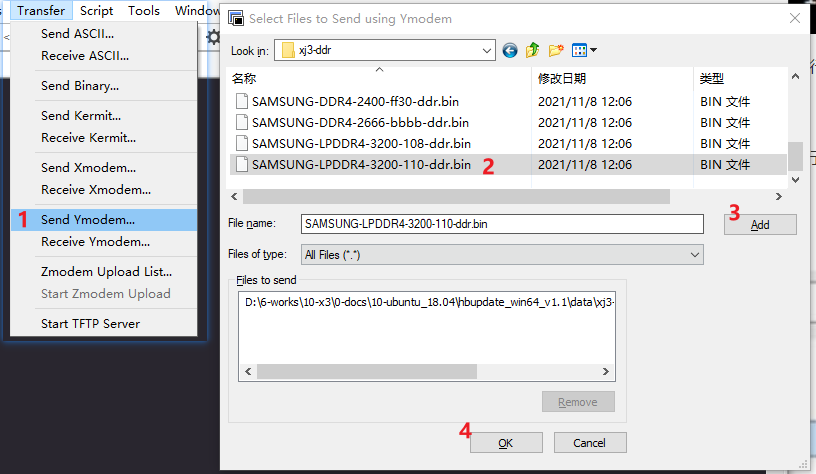 Transfer Script Tools Window
Send ASCII...
Receive ASCII...
Send Binary...
Send Kermit...
Receive Kermit...
Send Xmodem...
Receive Xmodem...
1 Send Ymodem...
Receive Ymodem...
Zmodem Upload List...
Start Zmodem Upload
Start TFTP Server
Select Files to Send using Ymodem
Look in: xj3-ddr
名称 修改日期 类型
SAMSUNG-DDR4-2400-ff30-ddr.bin 2021/11/8 12:06 BIN 文件
SAMSUNG-DDR4-2666-bbbb-ddr.bin 2021/11/8 12:06 BIN 文件
SAMSUNG-LPDDR4-3200-108-ddr.bin 2021/11/8 12:06 BIN 文件
SAMSUNG-LPDDR4-3200-110-ddr.bin 2 2021/11/8 12:06 BIN 文件
File name: SAMSUNG-LPDDR4-3200-110-ddr.bin 3 Add
Files of type: All Files (*.*)
Files to send
D:\6-works\10-x3\0-docs\10-ubuntu_18.04\hbupdate_win64_v1.1\data\xj3-
Remove
4 OK Cancel